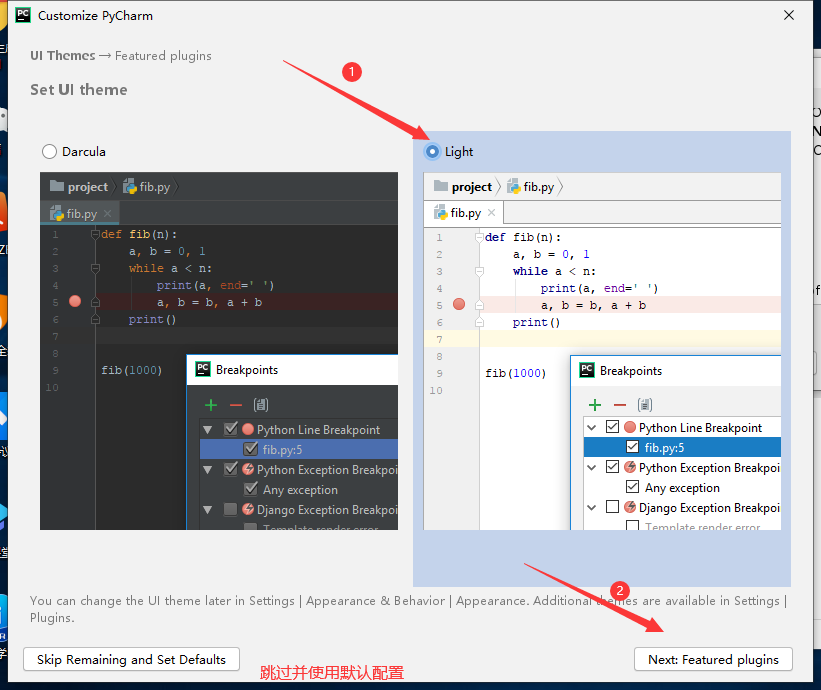 Customize PyCharm
UI Themes → Featured plugins
Set UI theme
1
Darcula
project
fib.py
fib.py
1 def fib(n):
2 a, b = 0, 1
3 while a < n:
4 print(a, end=' ')
5 a, b = b, a + b
6 print()
7
8
9 fib(1000)
10
Breakpoints
Python Line Breakpoint
fib.py:5
Python Exception Breakpoi
Any exception
Django Exception Breakpoi
Template render error
Light
project
fib.py
fib.py
1 def fib(n):
2 a, b = 0, 1
3 while a < n:
4 print(a, end=' ')
5 a, b = b, a + b
6 print()
7
8
9 fib(1000)
10
Breakpoints
Python Line Breakpoint
fib.py:5
Python Exception Breakpoi
Any exception
Django Exception Breakpoi
Template render error
2
You can change the UI theme later in Settings | Appearance & Behavior | Appearance. Additional themes are available in Settings |
Plugins.
Skip Remaining and Set Defaults
跳过并使用默认配置
Next: Featured plugins